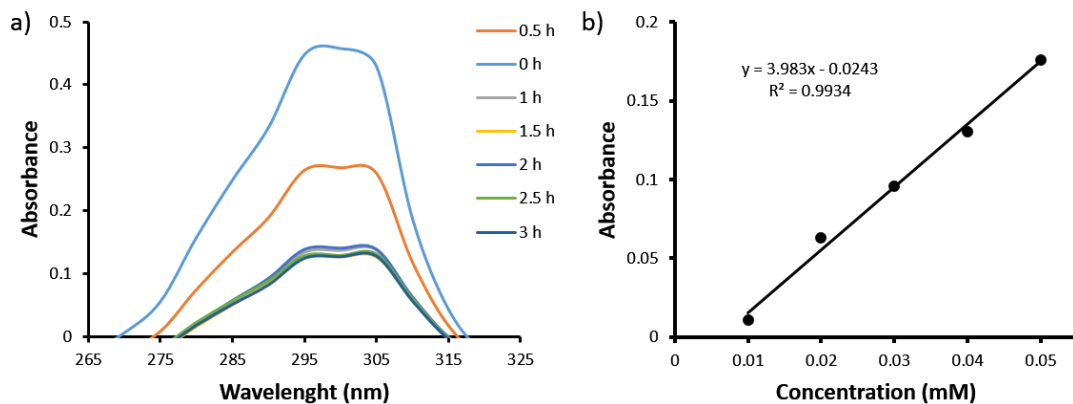 a)
0.5
0.4
0.3
0.2
0.1
0
265
275
285
295
305
315
325
Absorbance
Wavelenght (nm)
0.5 h
0 h
1 h
1.5 h
2 h
2.5 h
3 h
b)
0.2
0.15
0.1
0.05
0
0
0.01
0.02
0.03
0.04
0.05
Absorbance
Concentration (mM)
y = 3.983x - 0.0243
R² = 0.9934